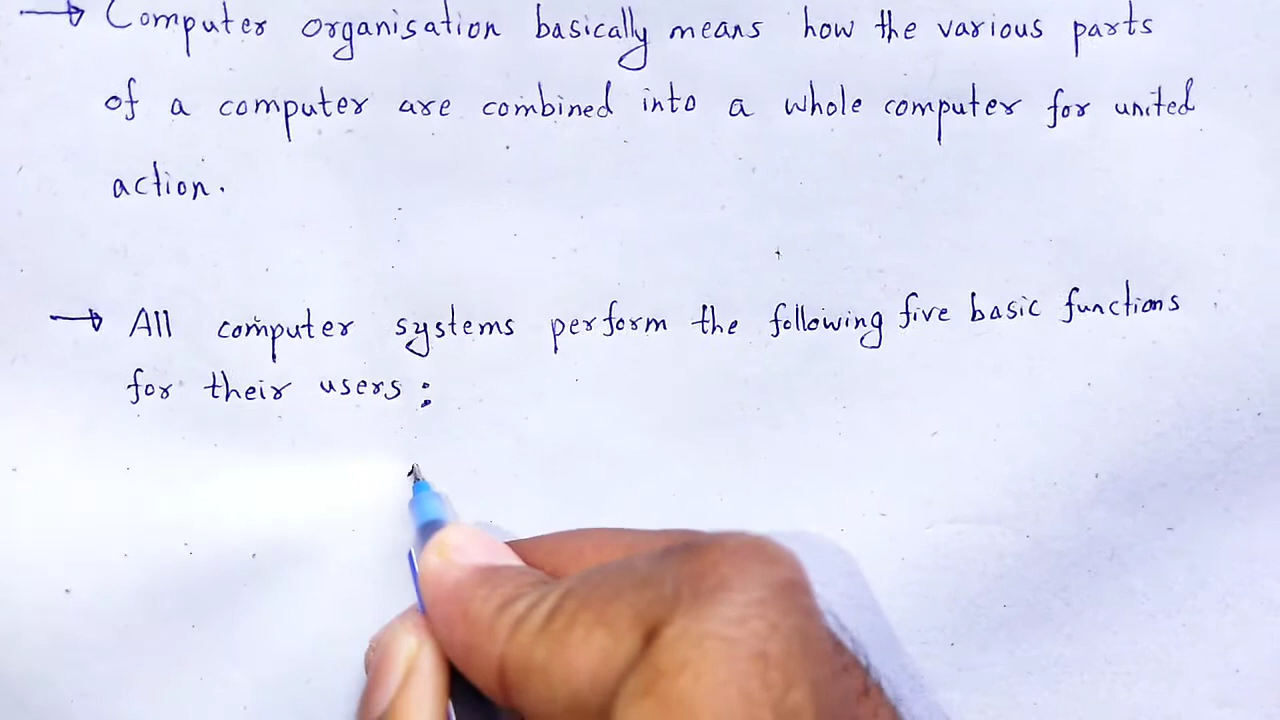 → Computer organisation basically means how the various parts
of a computer are combined into a whole computer for united
action.
→ All computer systems perform the following five basic functions
for their users :